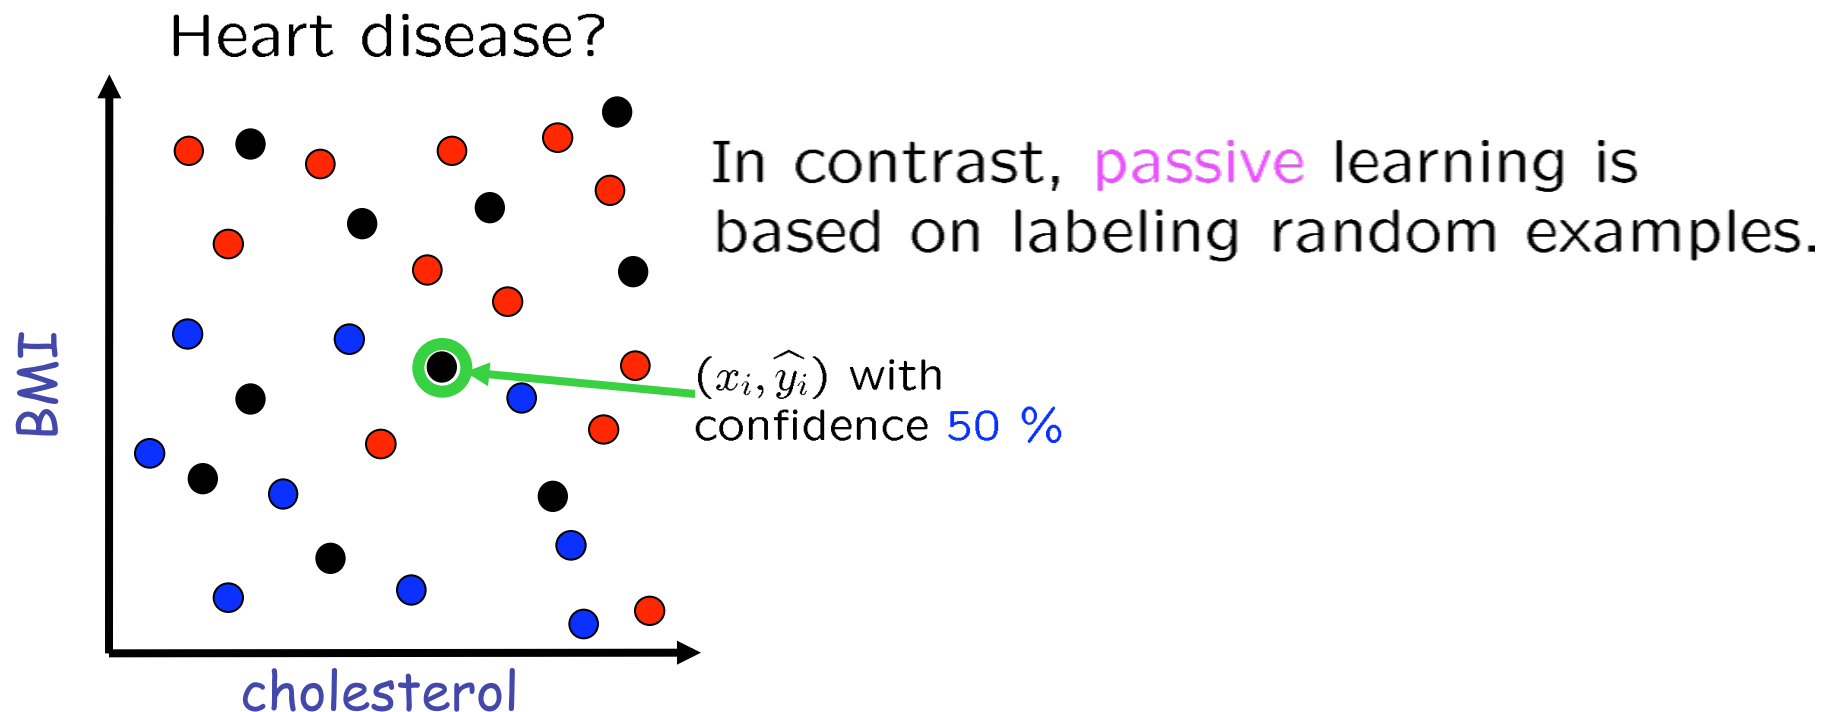 Heart disease?
In contrast, passive learning is
based on labeling random examples.
BMI
(x_i, \widehat{y_i}) with
confidence 50 %
cholesterol